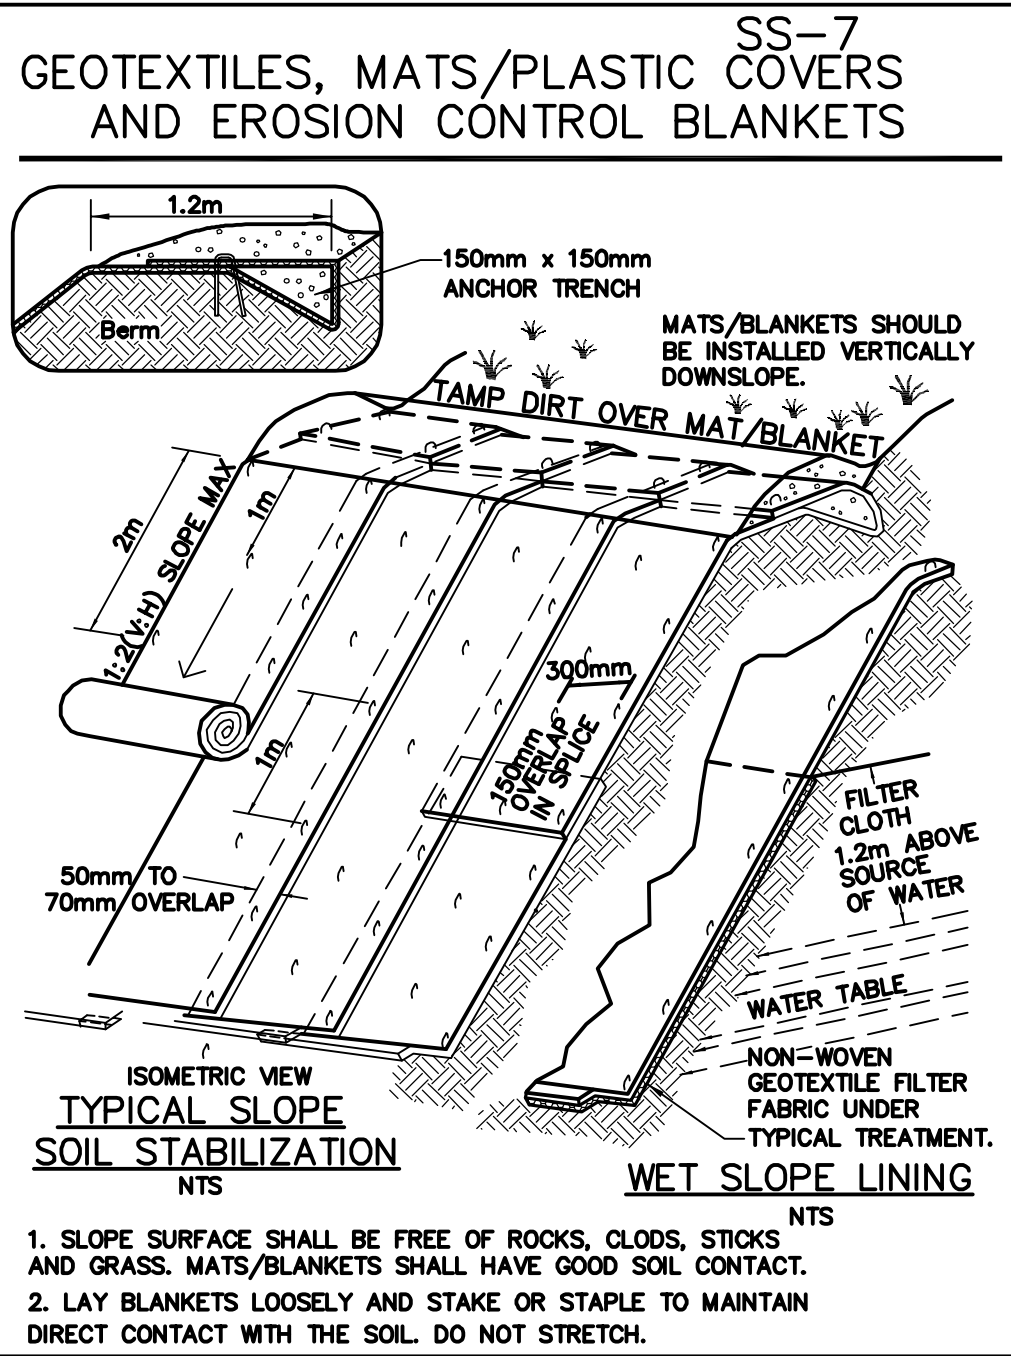 SS-7
GEOTEXTILES, MATS/PLASTIC COVERS
AND EROSION CONTROL BLANKETS
1.2m
150mm x 150mm
ANCHOR TRENCH
Berm
MATS/BLANKETS SHOULD
BE INSTALLED VERTICALLY
DOWNSLOPE.
TAMP DIRT OVER MAT/BLANKET
2m
1:2(V:H) SLOPE MAX
1m
300mm
150mm
OVERLAP
IN SPLICE
1m
50mm TO
70mm OVERLAP
FILTER
CLOTH
1.2m ABOVE
SOURCE
OF WATER
WATER TABLE
NON-WOVEN
GEOTEXTILE FILTER
FABRIC UNDER
TYPICAL TREATMENT.
ISOMETRIC VIEW
TYPICAL SLOPE
SOIL STABILIZATION
NTS
WET SLOPE LINING
NTS
1. SLOPE SURFACE SHALL BE FREE OF ROCKS, CLODS, STICKS
AND GRASS. MATS/BLANKETS SHALL HAVE GOOD SOIL CONTACT.
2. LAY BLANKETS LOOSELY AND STAKE OR STAPLE TO MAINTAIN
DIRECT CONTACT WITH THE SOIL. DO NOT STRETCH.